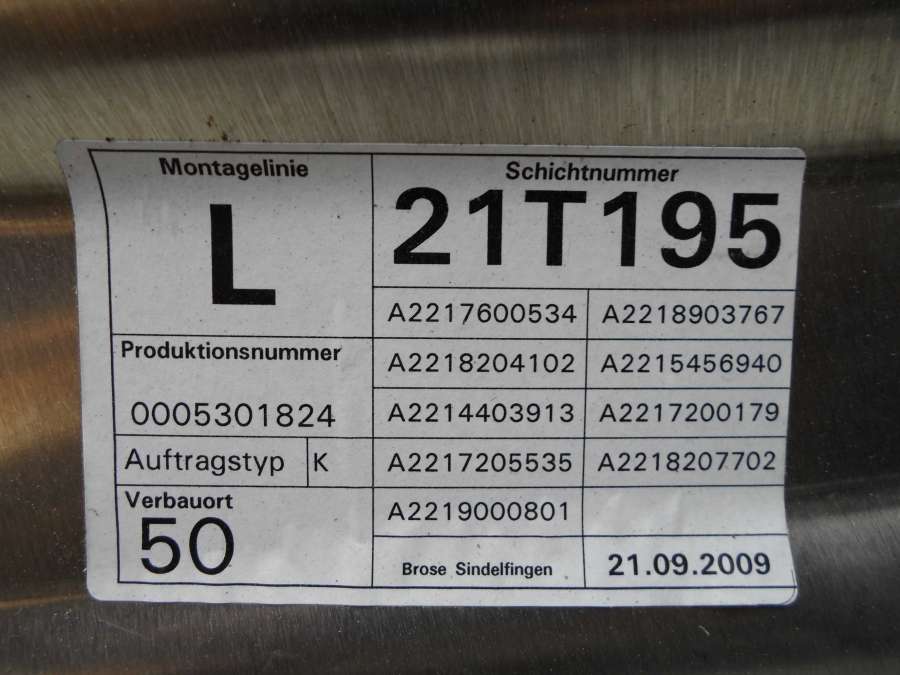 Montagelinie
L
Schichtnummer
21T195
Produktionsnummer
0005301824
Auftragstyp K
Verbauort
50
A2217600534 A2218903767
A2218204102 A2215456940
A2214403913 A2217200179
A2217205535 A2218207702
A2219000801
Brose Sindelfingen 21.09.2009